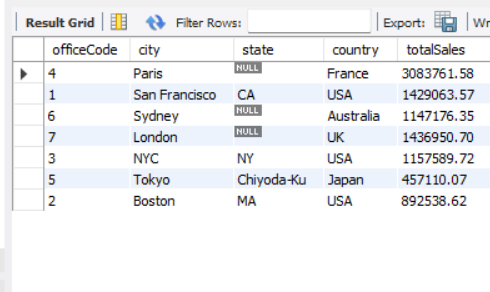 Result Grid Filter Rows: Export: Wr
officeCode city state country totalSales
4 Paris NULL France 3083761.58
1 San Francisco CA USA 1429063.57
6 Sydney NULL Australia 1147176.35
7 London NULL UK 1436950.70
3 NYC NY USA 1157589.72
5 Tokyo Chiyoda-Ku Japan 457110.07
2 Boston MA USA 892538.62